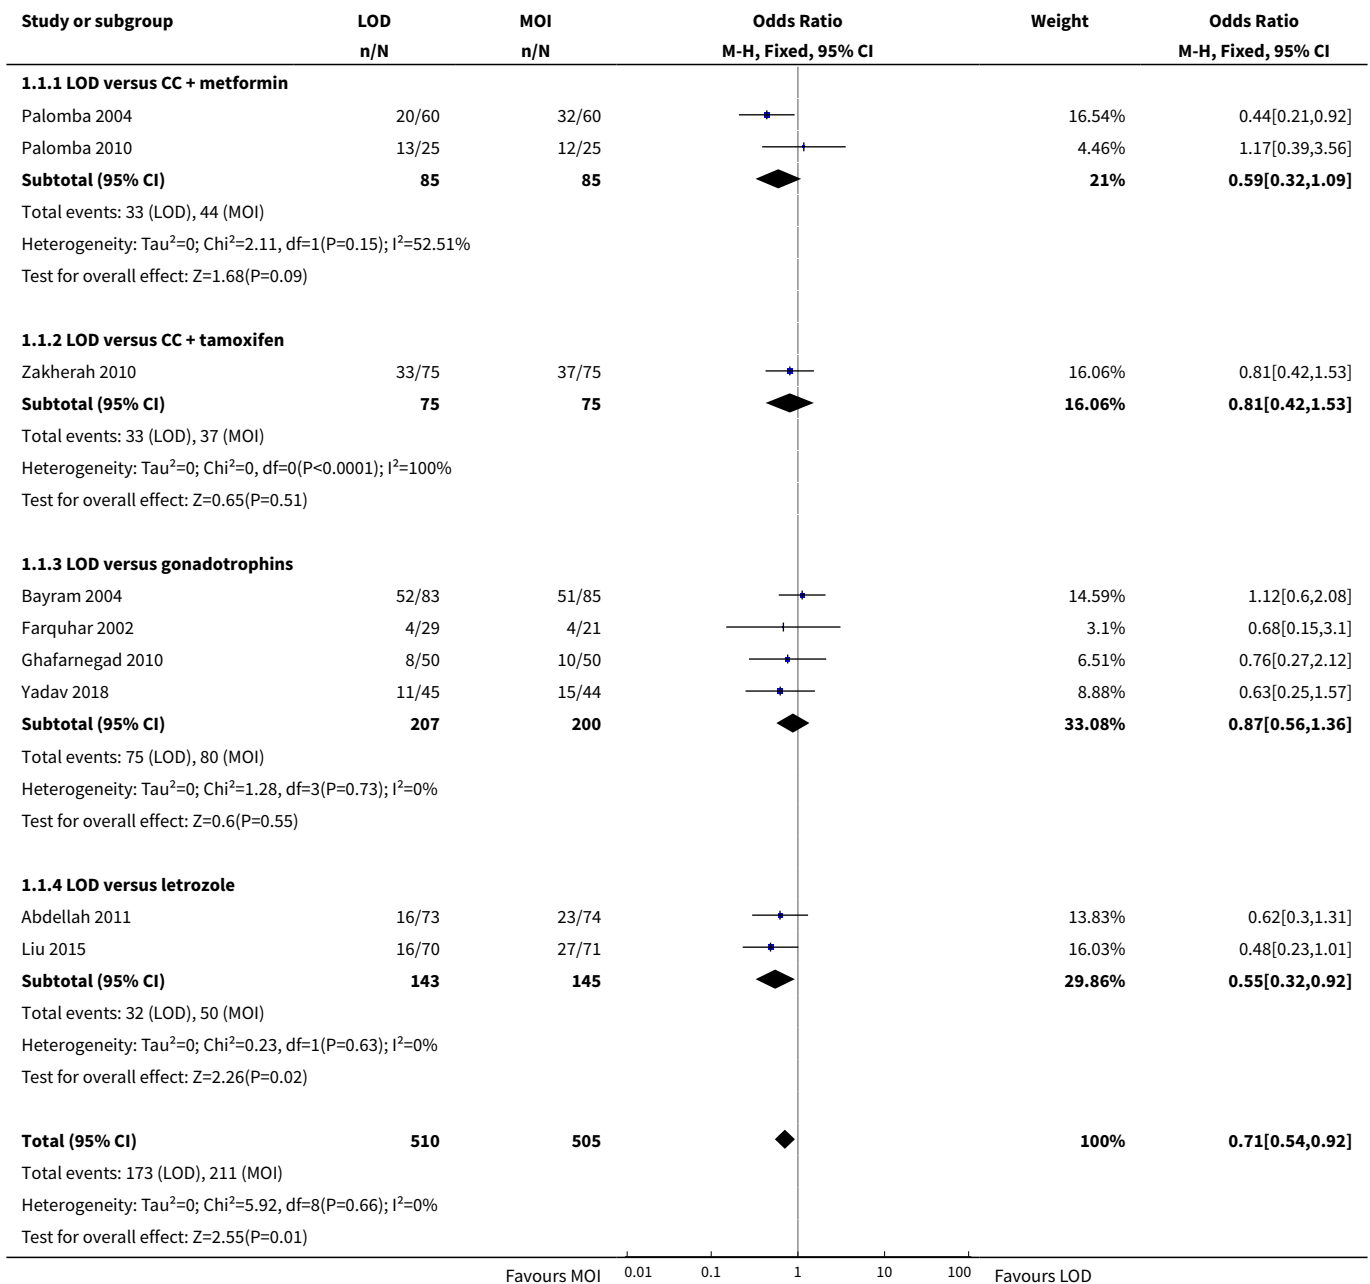 Study or subgroup LOD MOI Odds Ratio Weight Odds Ratio
n/N n/N M-H, Fixed, 95% CI M-H, Fixed, 95% CI
1.1.1 LOD versus CC + metformin
Palomba 2004 20/60 32/60 16.54% 0.44[0.21,0.92]
Palomba 2010 13/25 12/25 4.46% 1.17[0.39,3.56]
Subtotal (95% CI) 85 85 21% 0.59[0.32,1.09]
Total events: 33 (LOD), 44 (MOI)
Heterogeneity: Tau²=0; Chi²=2.11, df=1(P=0.15); I²=52.51%
Test for overall effect: Z=1.68(P=0.09)
1.1.2 LOD versus CC + tamoxifen
Zakherah 2010 33/75 37/75 16.06% 0.81[0.42,1.53]
Subtotal (95% CI) 75 75 16.06% 0.81[0.42,1.53]
Total events: 33 (LOD), 37 (MOI)
Heterogeneity: Tau²=0; Chi²=0, df=0(P<0.0001); I²=100%
Test for overall effect: Z=0.65(P=0.51)
1.1.3 LOD versus gonadotrophins
Bayram 2004 52/83 51/85 14.59% 1.12[0.6,2.08]
Farquhar 2002 4/29 4/21 3.1% 0.68[0.15,3.1]
Ghafarnegad 2010 8/50 10/50 6.51% 0.76[0.27,2.12]
Yadav 2018 11/45 15/44 8.88% 0.63[0.25,1.57]
Subtotal (95% CI) 207 200 33.08% 0.87[0.56,1.36]
Total events: 75 (LOD), 80 (MOI)
Heterogeneity: Tau²=0; Chi²=1.28, df=3(P=0.73); I²=0%
Test for overall effect: Z=0.6(P=0.55)
1.1.4 LOD versus letrozole
Abdellah 2011 16/73 23/74 13.83% 0.62[0.3,1.31]
Liu 2015 16/70 27/71 16.03% 0.48[0.23,1.01]
Subtotal (95% CI) 143 145 29.86% 0.55[0.32,0.92]
Total events: 32 (LOD), 50 (MOI)
Heterogeneity: Tau²=0; Chi²=0.23, df=1(P=0.63); I²=0%
Test for overall effect: Z=2.26(P=0.02)
Total (95% CI) 510 505 100% 0.71[0.54,0.92]
Total events: 173 (LOD), 211 (MOI)
Heterogeneity: Tau²=0; Chi²=5.92, df=8(P=0.66); I²=0%
Test for overall effect: Z=2.55(P=0.01)
Favours MOI 0.01 0.1 1 10 100 Favours LOD